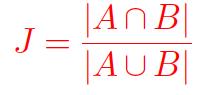 J = |A ∩ B| / |A ∪ B|